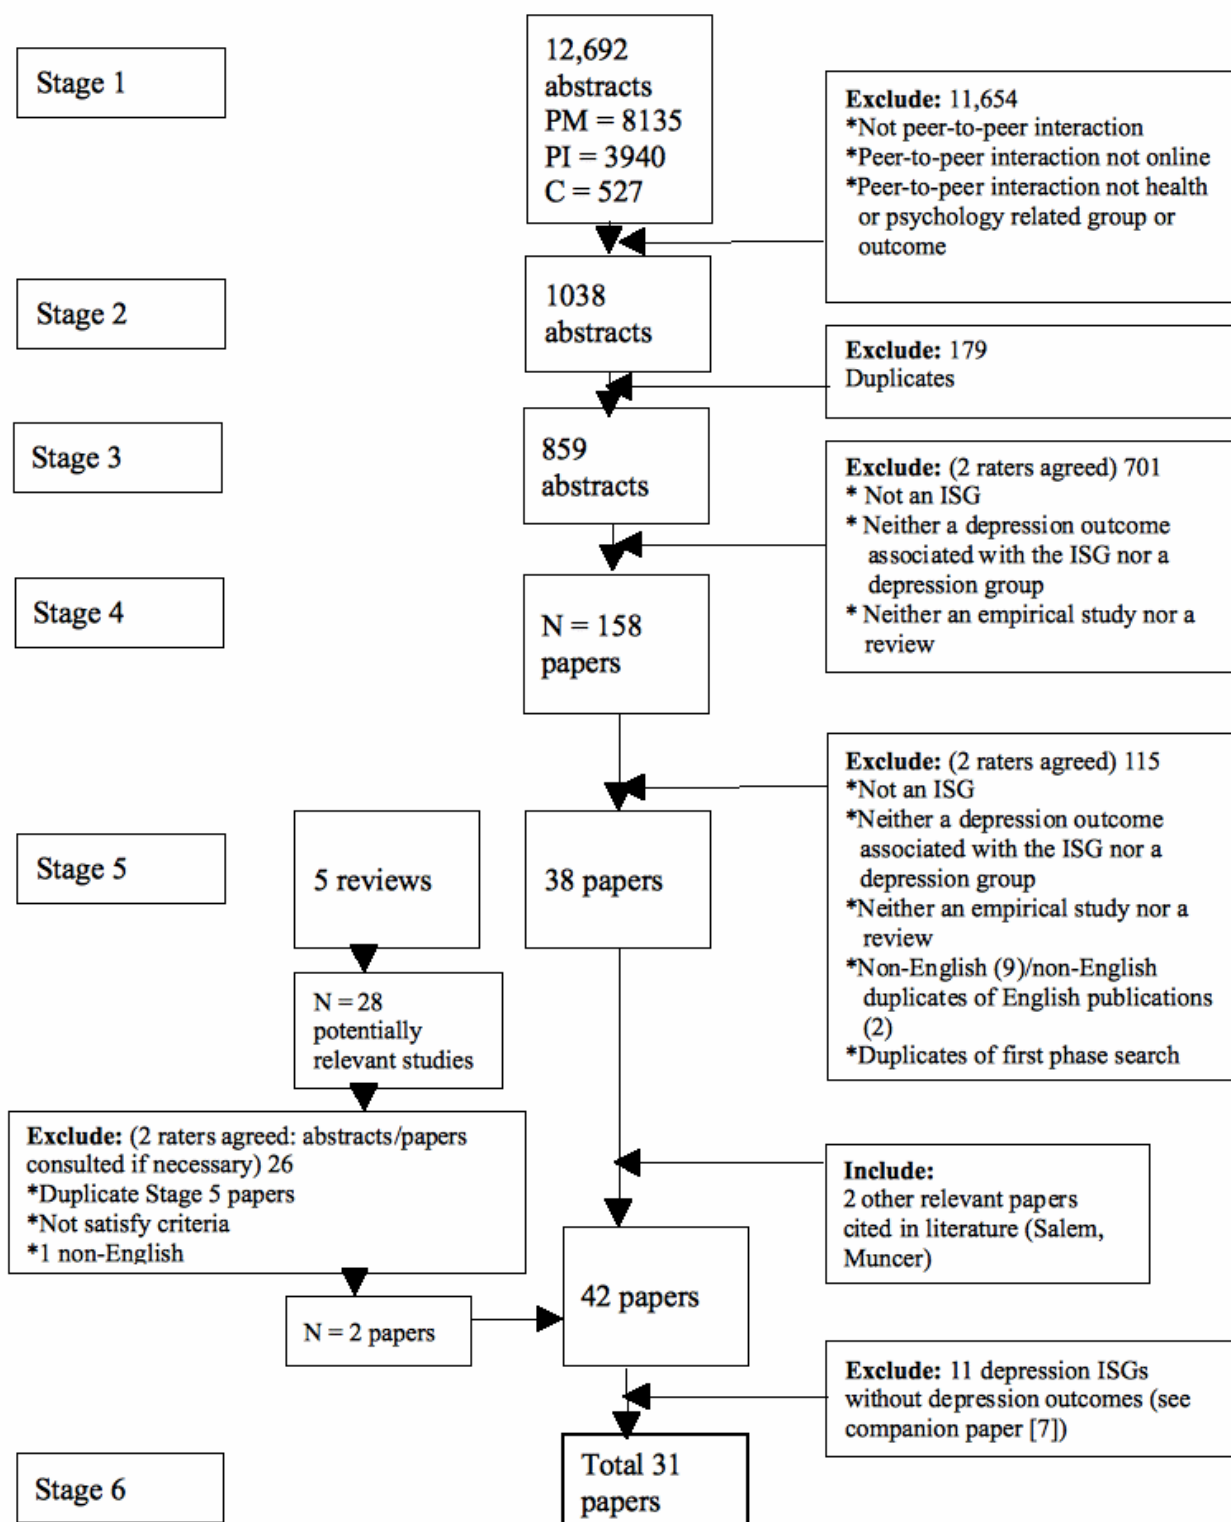 Stage 1
12,692
abstracts
PM = 8135
PI = 3940
C = 527
Exclude: 11,654
*Not peer-to-peer interaction
*Peer-to-peer interaction not online
*Peer-to-peer interaction not health
or psychology related group or
outcome
Stage 2
1038
abstracts
Exclude: 179
Duplicates
Stage 3
859
abstracts
Exclude: (2 raters agreed) 701
* Not an ISG
* Neither a depression outcome
associated with the ISG nor a
depression group
* Neither an empirical study nor a
review
Stage 4
N = 158
papers
Exclude: (2 raters agreed) 115
*Not an ISG
*Neither a depression outcome
associated with the ISG nor a
depression group
*Neither an empirical study nor a
review
*Non-English (9)/non-English
duplicates of English publications
(2)
*Duplicates of first phase search
Stage 5
5 reviews
38 papers
N = 28
potentially
relevant studies
Exclude: (2 raters agreed: abstracts/papers
consulted if necessary) 26
*Duplicate Stage 5 papers
*Not satisfy criteria
*1 non-English
Include:
2 other relevant papers
cited in literature (Salem,
Muncer)
N = 2 papers
42 papers
Exclude: 11 depression ISGs
without depression outcomes (see
companion paper [7])
Stage 6
Total 31
papers